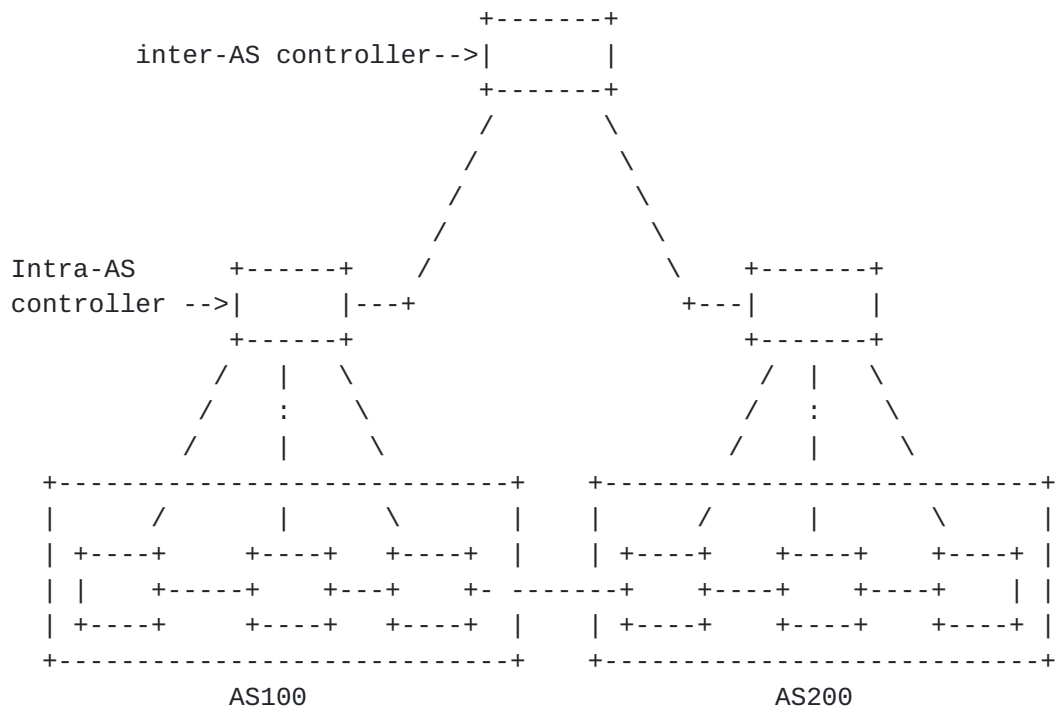 inter-AS controller-->
Intra-AS
controller -->
AS100
AS200